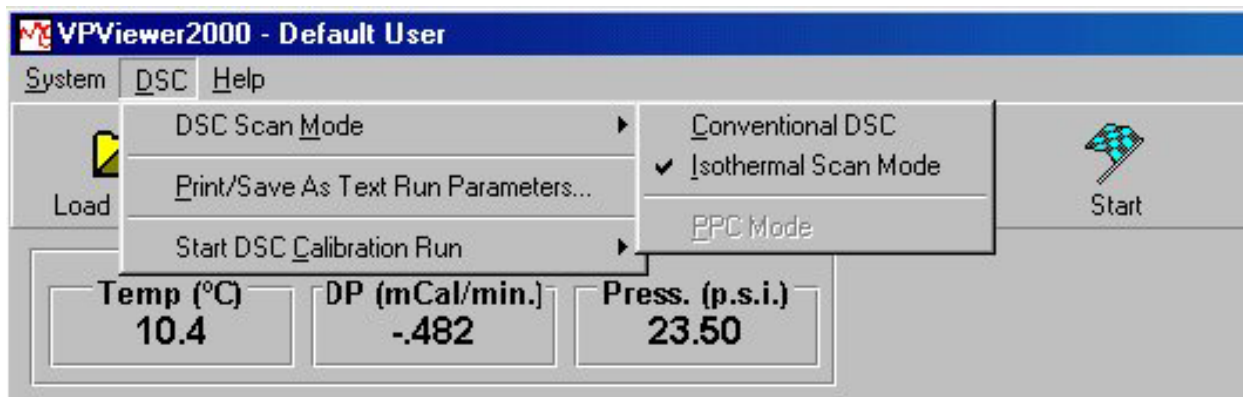 VPViewer2000 - Default User
System DSC Help
DSC Scan Mode
Conventional DSC
Isothermal Scan Mode
Print/Save As Text Run Parameters...
PPC Mode
Start DSC Calibration Run
Load
Start
Temp (ºC) DP (mCal/min.) Press. (p.s.i.)
10.4 -.482 23.50